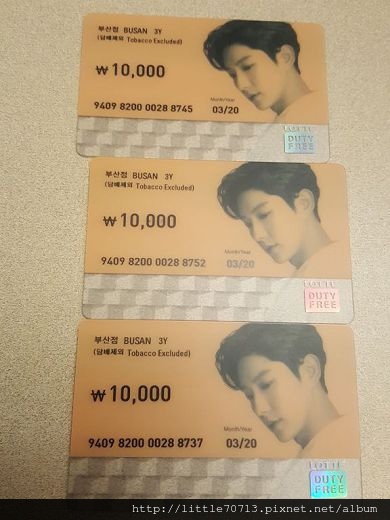 부산점 BUSAN 3Y
(담배제외 Tobacco Excluded)
₩10,000
Month/Year
9409 8200 0028 8745 03/20
LOTTE
DUTY
FREE
부산점 BUSAN 3Y
(담배제외 Tobacco Excluded)
₩10,000
Month/Year
9409 8200 0028 8752 03/20
LOTTE
DUTY
FREE
부산점 BUSAN 3Y
(담배제외 Tobacco Excluded)
₩10,000
Month/Year
9409 8200 0028 8737 03/20
LOTTE
DUTY
FREE
http://little70713.pixnet.net/album